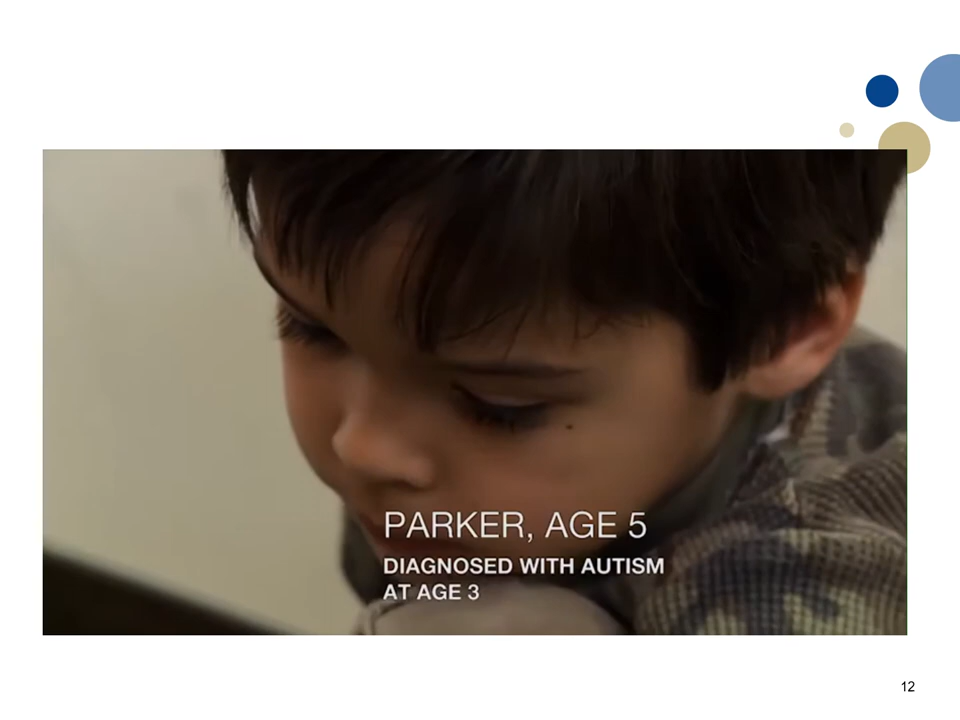 PARKER, AGE 5
DIAGNOSED WITH AUTISM
AT AGE 3
12